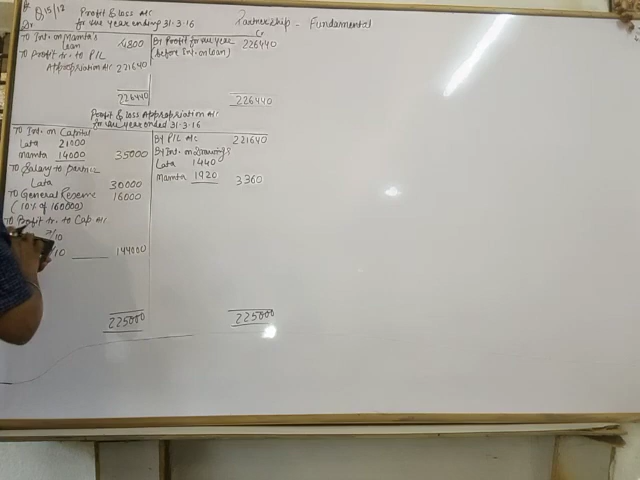 Q15/12
Partnership - Fundamental
Profit & loss A/C
for the year ending 31-3-16
Dr
Cr
To Int. on Mamta's loan 4800
By Profit for the year before Int. on loan) 226440
To Profit tr. to P/L Appropriation A/C 221640
226440
226440
Profit & loss Appropriation A/C
for the year ended 31-3-16
To Int. on Capital
Lata 21000
Mamta 14000 35000
To Salary to partner
Lata 30000
To General Reserve 16000
(10% of 160000)
To Profit tr. to Cap A/c.
7/10
/10 144000
225000
By P/L A/C 221640
By Int. on Drawings
Lata 1440
Mamta 1920 3360
225000